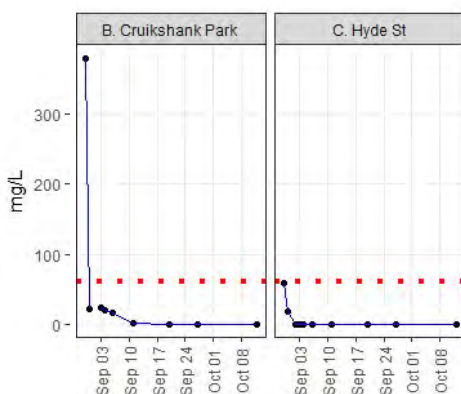 B. Cruikshank Park
C. Hyde St
mg/L
300
200
100
0
Sep 03
Sep 10
Sep 17
Sep 24
Oct 01
Oct 08
Sep 03
Sep 10
Sep 17
Sep 24
Oct 01
Oct 08